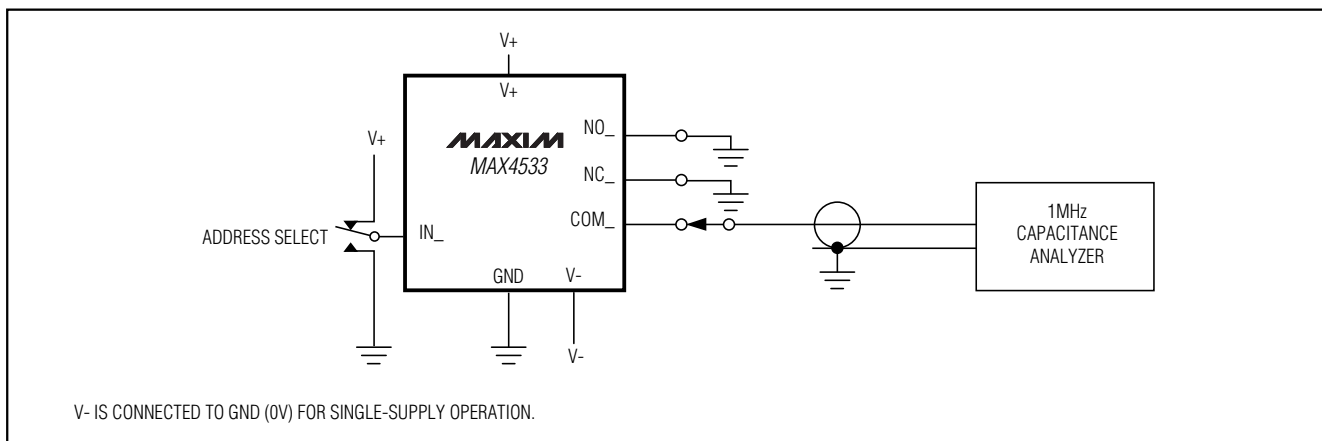 V+
V+
MAXIM
MAX4533
NO_
NC_
COM_
V+
ADDRESS SELECT
IN_
GND
V-
V-
1MHz
CAPACITANCE
ANALYZER
V- IS CONNECTED TO GND (0V) FOR SINGLE-SUPPLY OPERATION.